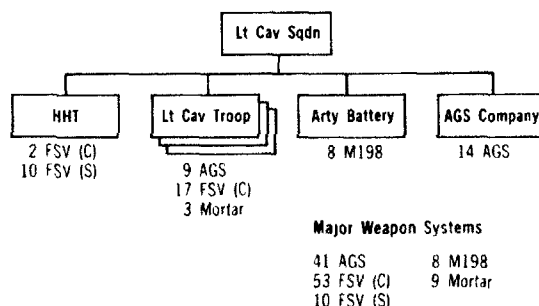 Lt Cav Sqdn
HHT
Lt Cav Troop
Arty Battery
AGS Company
2 FSV (C)
10 FSV (S)
9 AGS
17 FSV (C)
3 Mortar
8 M198
14 AGS
Major Weapon Systems
41 AGS 8 M198
53 FSV (C) 9 Mortar
10 FSV (S)